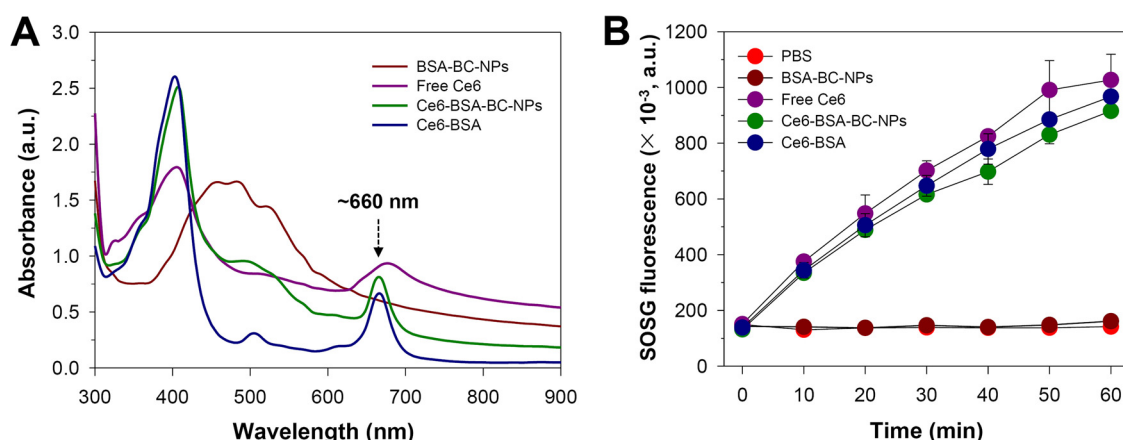 A
3.0
2.5
2.0
1.5
1.0
0.5
0.0
Absorbance (a.u.)
BSA-BC-NPs
Free Ce6
Ce6-BSA-BC-NPs
Ce6-BSA
~660 nm
300 400 500 600 700 800 900
Wavelength (nm)
B
1200
1000
800
600
400
200
0
SOSG fluorescence (× 10⁻³, a.u.)
PBS
BSA-BC-NPs
Free Ce6
Ce6-BSA-BC-NPs
Ce6-BSA
0 10 20 30 40 50 60
Time (min)